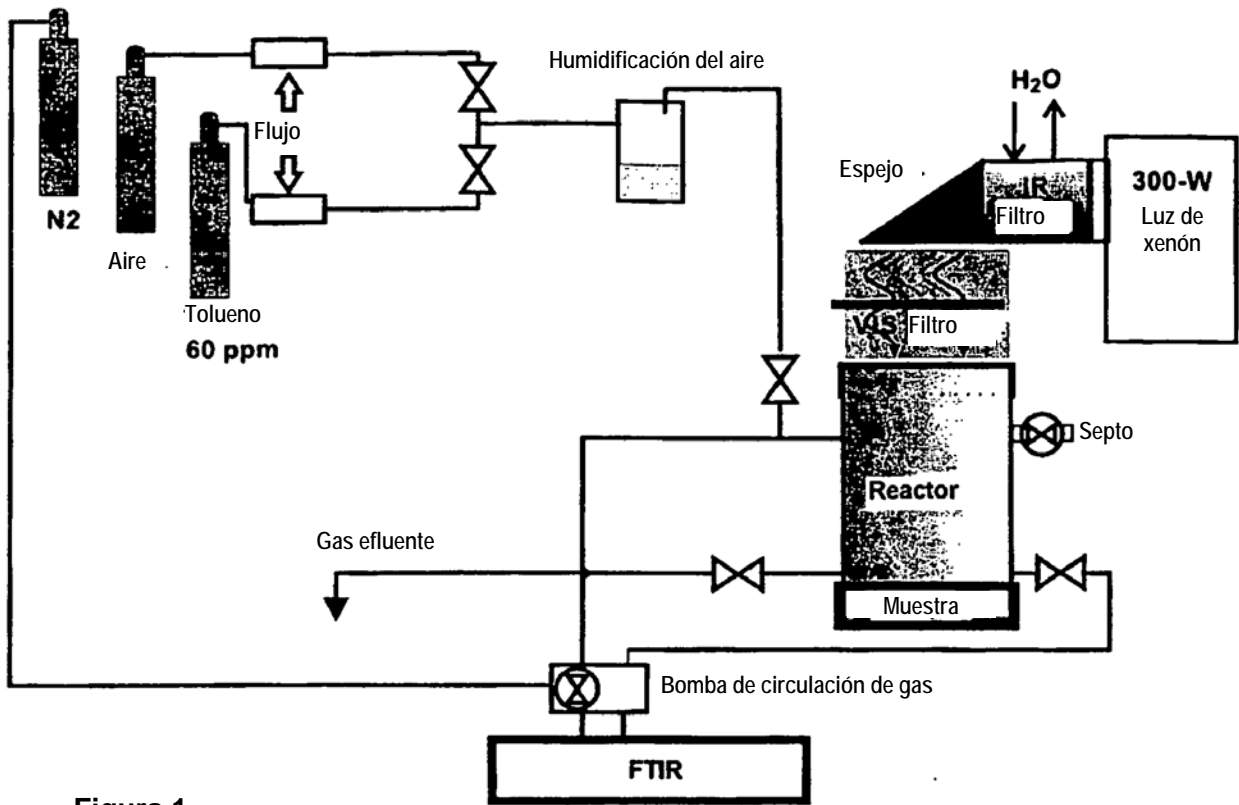 Humidificación del aire
H₂O
Flujo
Espejo
IR
Filtro
300-W
Luz de
xenón
N2
Aire
Tolueno
60 ppm
VIS Filtro
Septo
Reactor
Gas efluente
Muestra
Bomba de circulación de gas
FTIR
Figura 1